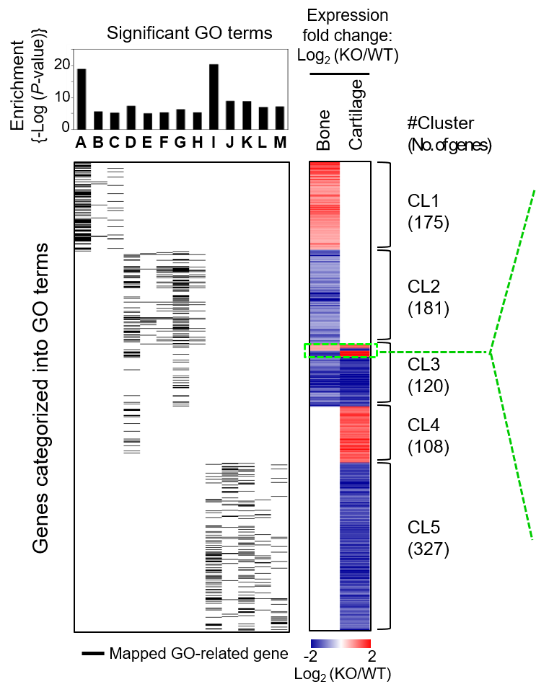 Significant GO terms
Expression
fold change:
Log2 (KO/WT)
Enrichment
{-Log (P-value)}
20
10
0
A B C D E F G H I J K L M
Bone
Cartilage
#Cluster
(No. of genes)
Genes categorized into GO terms
CL1
(175)
CL2
(181)
CL3
(120)
CL4
(108)
CL5
(327)
Mapped GO-related gene
-2 2
Log2 (KO/WT)